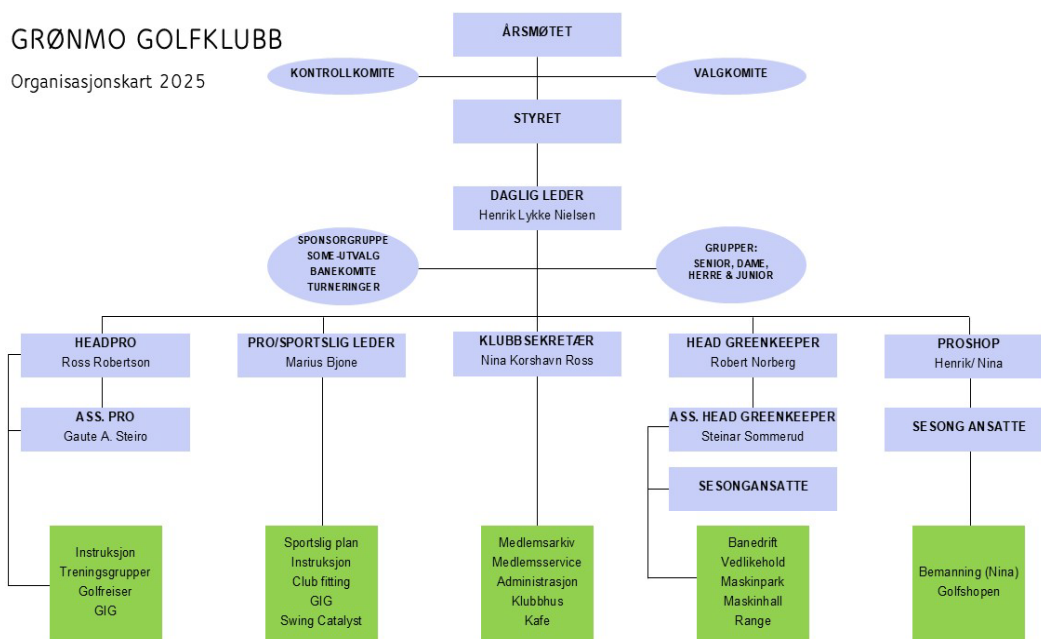 GRØNMO GOLFKLUBB
Organisasjonskart 2025
ÅRSMØTET
KONTROLLKOMITE
VALGKOMITE
STYRET
DAGLIG LEDER
Henrik Lykke Nielsen
SPONSORGRUPPE
SOME-UTVALG
BANEKOMITE
TURNERINGER
GRUPPER:
SENIOR, DAME,
HERRE & JUNIOR
HEADPRO
Ross Robertson
PRO/SPORTSLIG LEDER
Marius Bjone
KLUBBSEKRETÆR
Nina Korshavn Ross
HEAD GREENKEEPER
Robert Norberg
PROSHOP
Henrik/ Nina
ASS. PRO
Gaute A. Steiro
ASS. HEAD GREENKEEPER
Steinar Sommerud
SESONG ANSATTE
SESONGANSATTE
Instruksjon
Treningsgrupper
Golfreiser
GIG
Sportslig plan
Instruksjon
Club fitting
GIG
Swing Catalyst
Medlemsarkiv
Medlemsservice
Administrasjon
Klubbhus
Kafe
Banedrift
Vedlikehold
Maskinpark
Maskinhall
Range
Bemanning (Nina)
Golfshopen